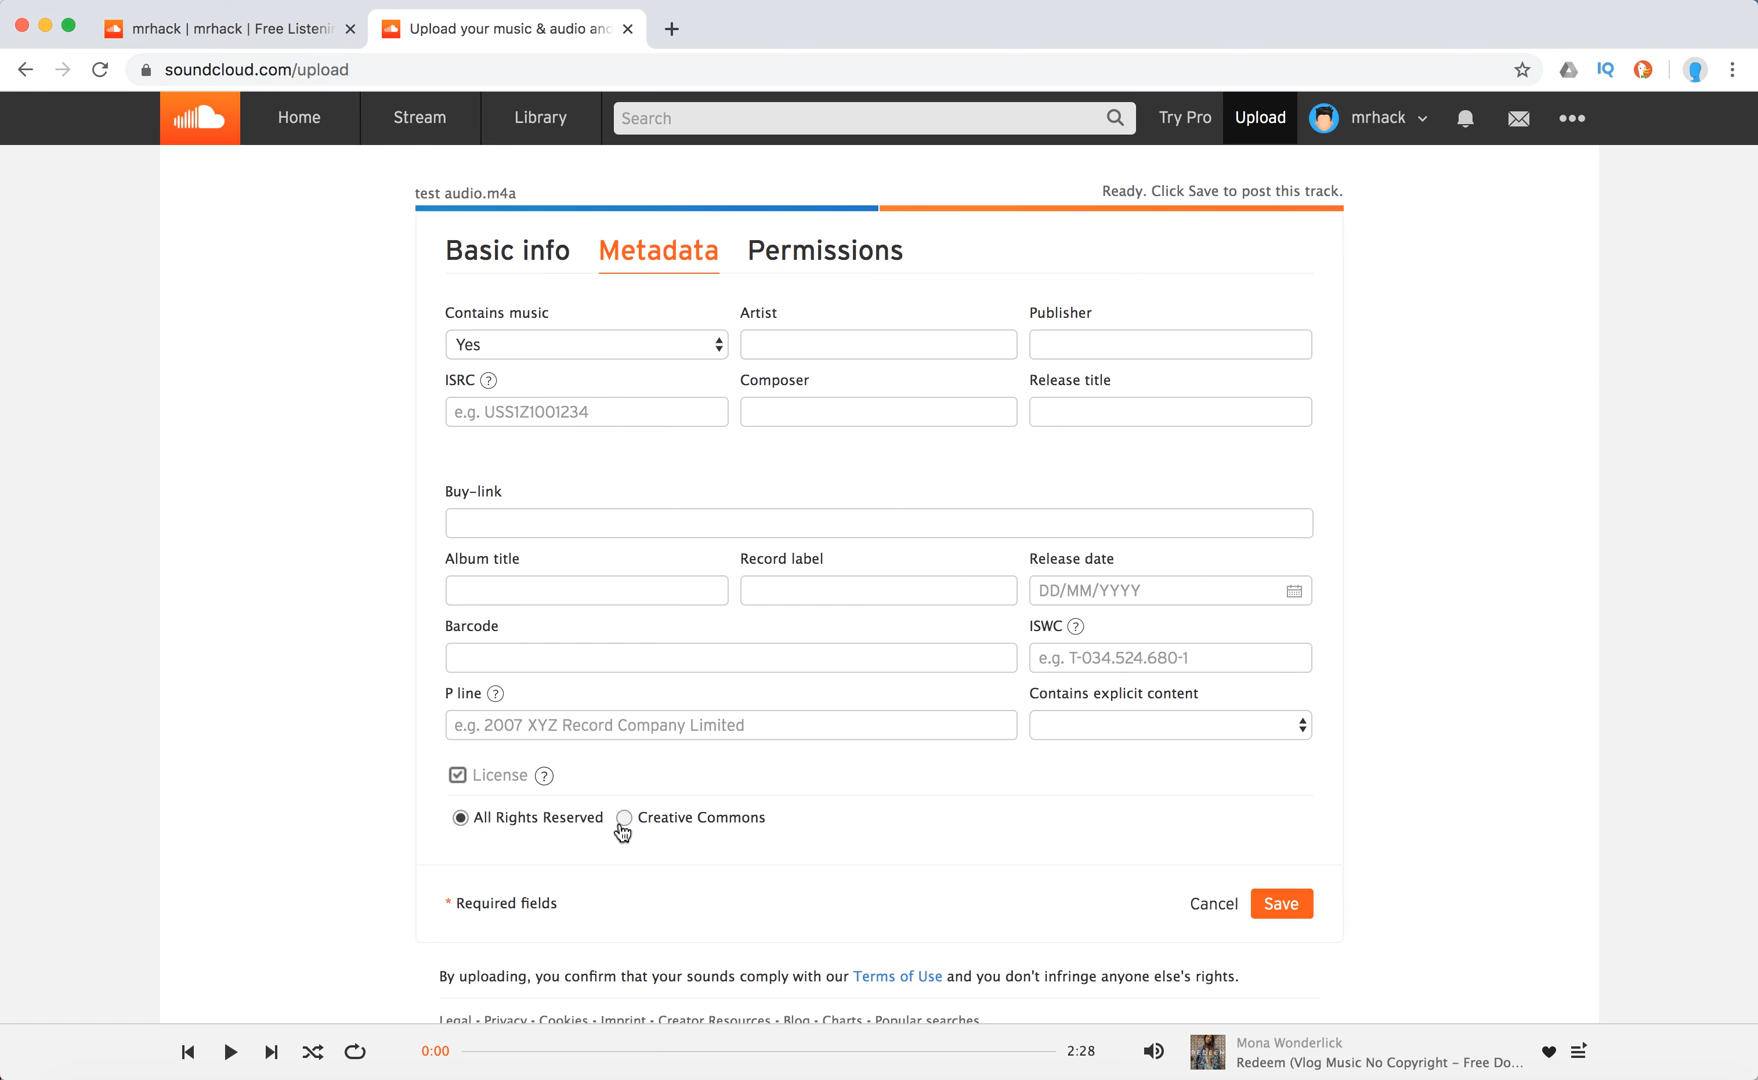 mrhack | mrhack | Free Listenin
Upload your music & audio and
soundcloud.com/upload
IQ
Home
Stream
Library
Search
Try Pro
Upload
mrhack
test audio.m4a
Ready. Click Save to post this track.
Basic info
Metadata
Permissions
Contains music
Artist
Publisher
Yes
ISRC ?
Composer
Release title
e.g. USS1Z1001234
Buy-link
Album title
Record label
Release date
DD/MM/YYYY
Barcode
ISWC ?
e.g. T-034.524.680-1
P line ?
Contains explicit content
e.g. 2007 XYZ Record Company Limited
License ?
All Rights Reserved
Creative Commons
* Required fields
Cancel
Save
By uploading, you confirm that your sounds comply with our Terms of Use and you don't infringe anyone else's rights.
Legal - Privacy - Cookies - Imprint - Creator Resources - Blog - Charts - Popular searches
0:00
2:28
REDEEM
Mona Wonderlick
Redeem (Vlog Music No Copyright - Free Do...